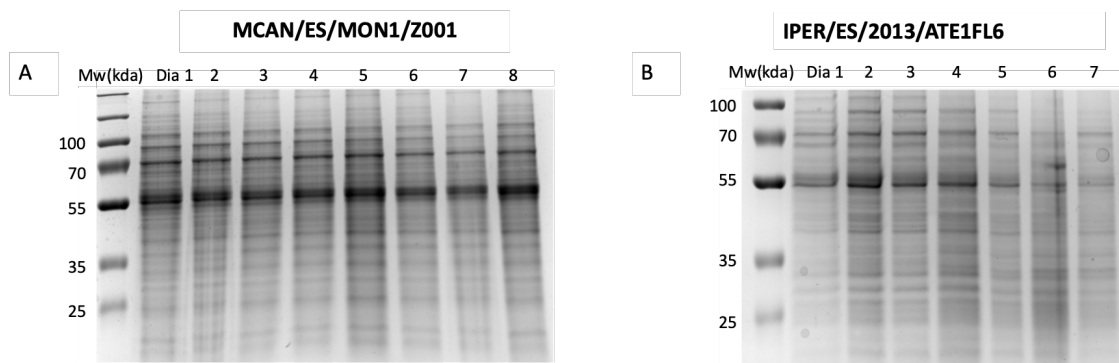 MCAN/ES/MON1/Z001
A
Mw(kda) Dia 1 2 3 4 5 6 7 8
100
70
55
35
25
IPER/ES/2013/ATE1FL6
B
Mw(kda) Dia 1 2 3 4 5 6 7
100
70
55
35
25